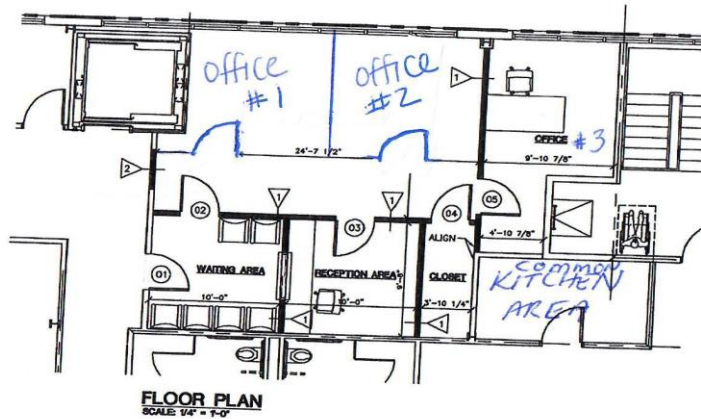 office
#1
office
#2
1
OFFICE #3
24'-7 1/2"
9'-10 7/8"
2
02
1
1
04
05
03
4'-10 7/8"
ALIGN
01
WAITING AREA
RECEPTION AREA
CLOSET
COMMON
KITCHEN
AREA
10'-0"
10'-0"
3'-10 1/4"
1
1
FLOOR PLAN
SCALE: 1/4" = 1'-0"